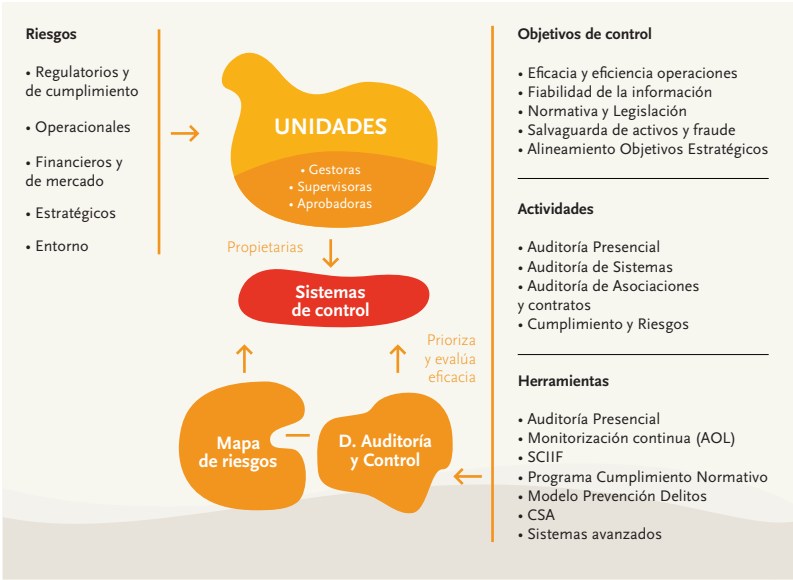 Riesgos
• Regulatorios y
de cumplimiento
• Operacionales
• Financieros y
de mercado
• Estratégicos
• Entorno
UNIDADES
• Gestoras
• Supervisoras
• Aprobadoras
Propietarias
Sistemas
de control
Prioriza
y evalúa
eficacia
Mapa
de riesgos
D. Auditoría
y Control
Objetivos de control
• Eficacia y eficiencia operaciones
• Fiabilidad de la información
• Normativa y Legislación
• Salvaguarda de activos y fraude
• Alineamiento Objetivos Estratégicos
Actividades
• Auditoría Presencial
• Auditoría de Sistemas
• Auditoría de Asociaciones
y contratos
• Cumplimiento y Riesgos
Herramientas
• Auditoría Presencial
• Monitorización continua (AOL)
• SCIIF
• Programa Cumplimiento Normativo
• Modelo Prevención Delitos
• CSA
• Sistemas avanzados